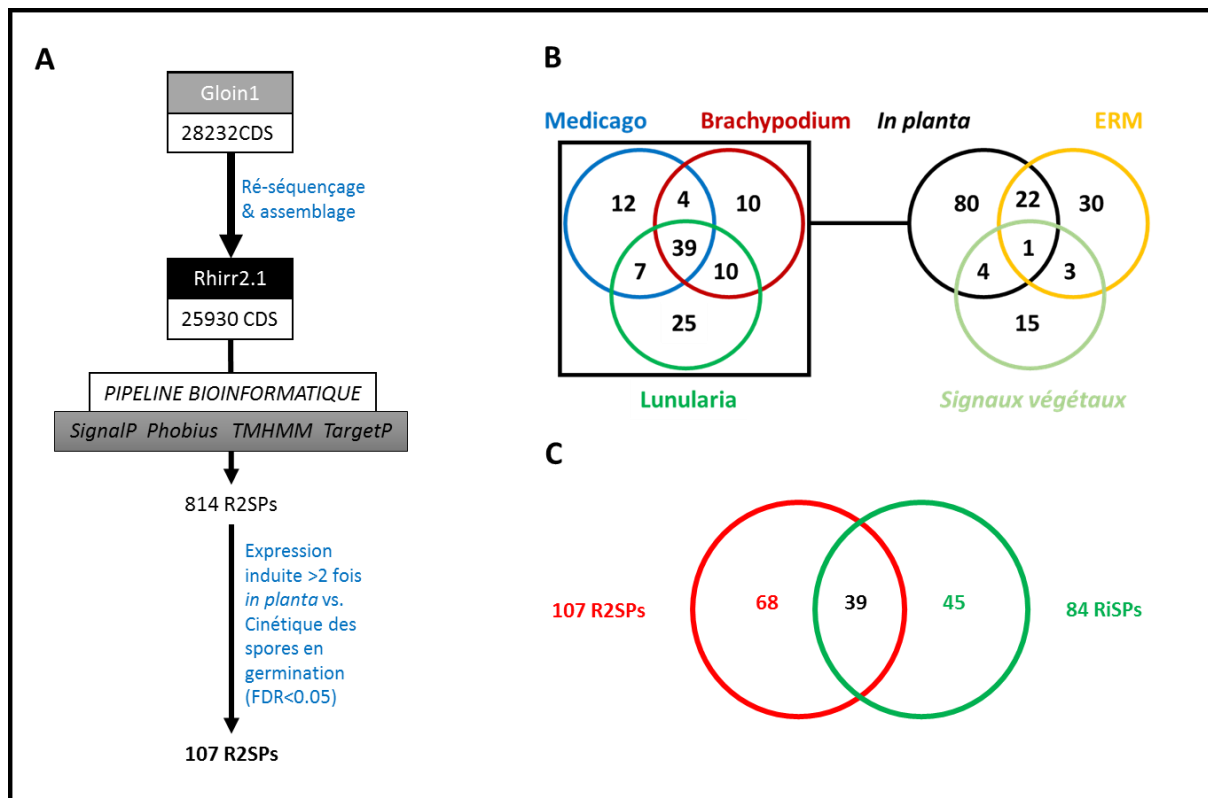 A
Gloin1
28232CDS
Ré-séquençage
& assemblage
Rhirr2.1
25930 CDS
PIPELINE BIOINFORMATIQUE
SignalP Phobius TMHMM TargetP
814 R2SPs
Expression
induite >2 fois
in planta vs.
Cinétique des
spores en
germination
(FDR<0.05)
107 R2SPs
B
Medicago Brachypodium In planta ERM
12 4 10 80 22 30
39 1
7 10 4 3
25 15
Lunularia Signaux végétaux
C
107 R2SPs 68 39 45 84 RiSPs